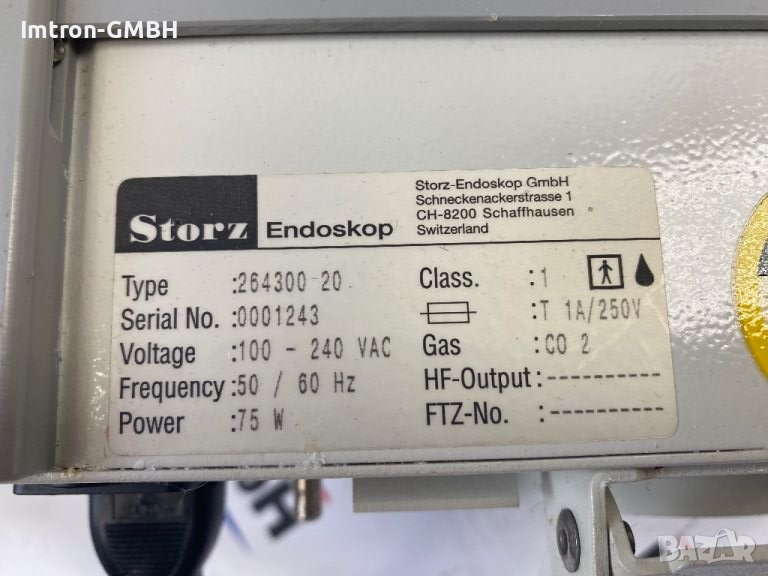 Imtron-GMBH
Storz Endoskop
Storz-Endoskop GmbH
Schneckenackerstrasse 1
CH-8200 Schaffhausen
Switzerland
Type :264300 20
Serial No. :0001243
Voltage :100 - 240 VAC
Frequency :50 / 60 Hz
Power :75 W
Class. :1
:T 1A/250V
Gas :CO 2
HF-Output :----------
FTZ-No. :----------
BAZAR